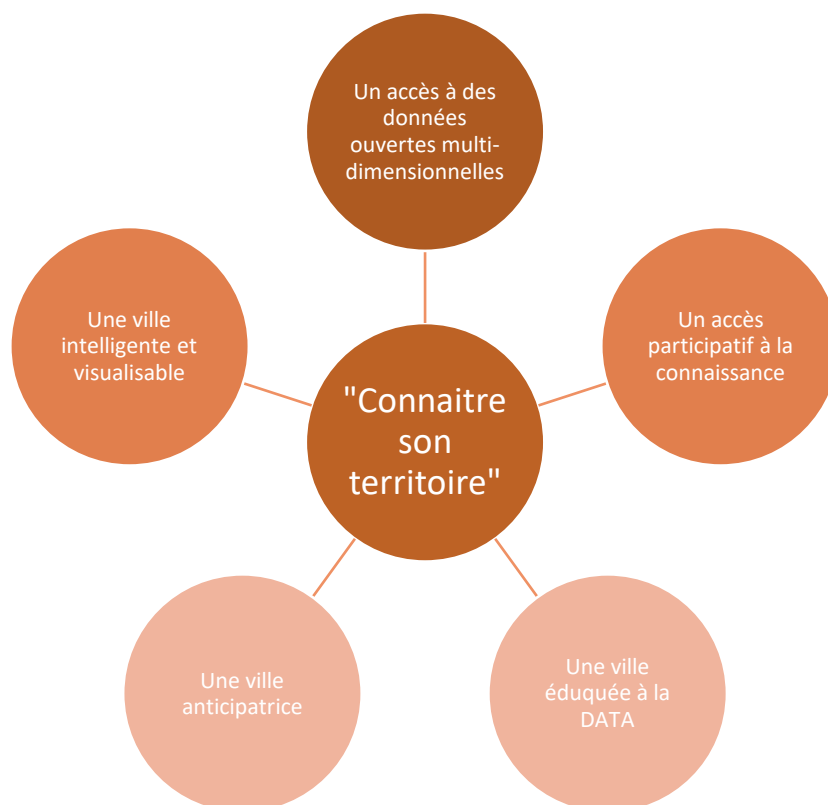 Un accès à des
données
ouvertes multi-
dimensionnelles
Une ville
intelligente et
visualisable
Un accès
participatif à la
connaissance
"Connaitre
son
territoire"
Une ville
anticipatrice
Une ville
éduquée à la
DATA